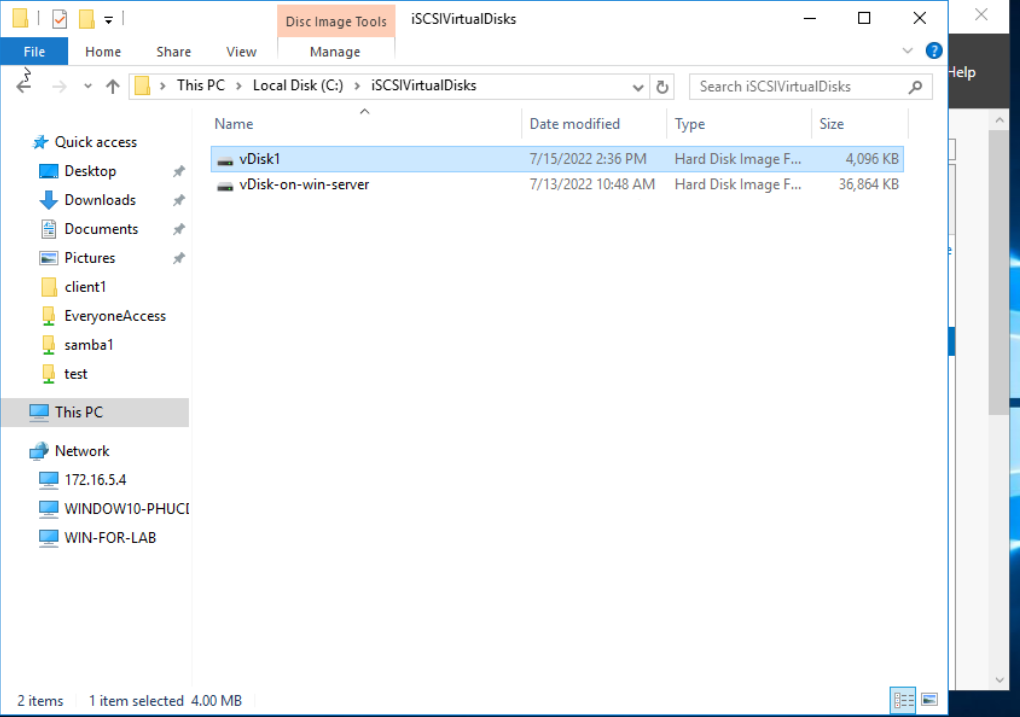 Disc Image Tools
iSCSIVirtualDisks
File
Home
Share
View
Manage
?
This PC
Local Disk (C:)
iSCSIVirtualDisks
Search iSCSIVirtualDisks
Help
Name
Date modified
Type
Size
vDisk1
7/15/2022 2:36 PM
Hard Disk Image F...
4,096 KB
vDisk-on-win-server
7/13/2022 10:48 AM
Hard Disk Image F...
36,864 KB
Quick access
Desktop
Downloads
Documents
Pictures
client1
EveryoneAccess
samba1
test
This PC
Network
172.16.5.4
WINDOW10-PHUCD
WIN-FOR-LAB
2 items
1 item selected 4.00 MB